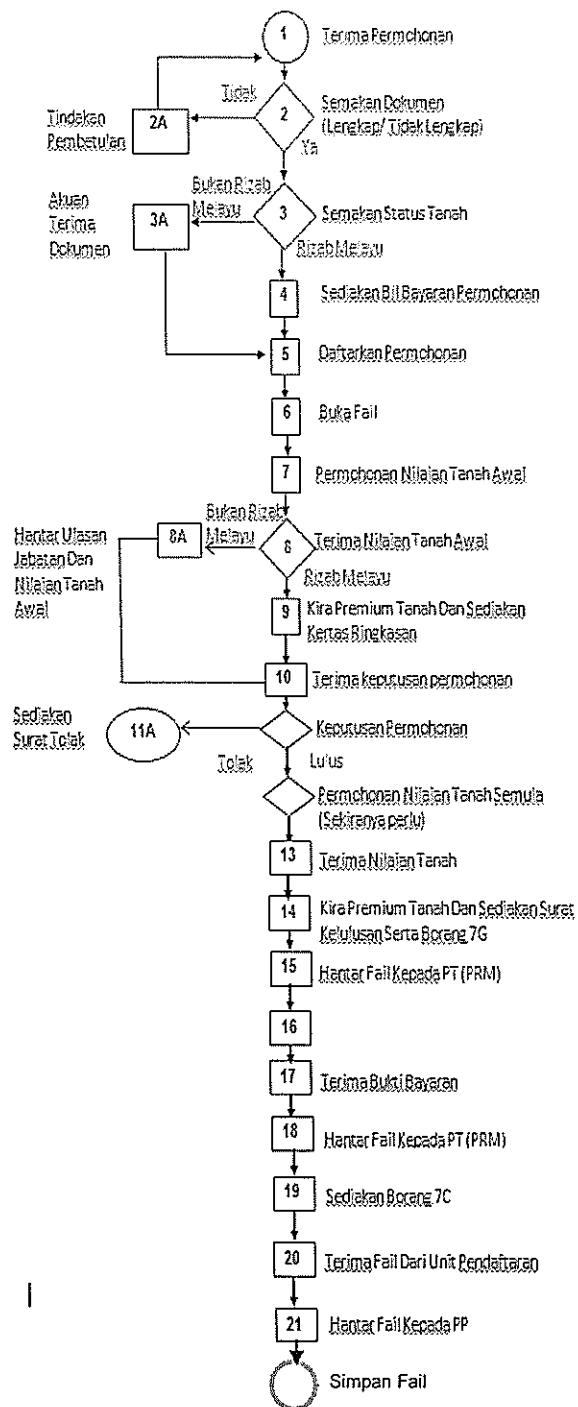 1
Terima Permohonan
Tidak
2
Semakan Dokumen
(Lengkap/ Tidak Lengkap)
Tindakan
Pembetulan
2A
Ya
Bukan Rizab
Melayu
Akuan
Terima
Dokumen
3A
3
Semakan Status Tanah
Rizab Melayu
4
Sediakan Bil Bayaran Permohonan
5
Daftarkan Permohonan
6
Buka Fail
7
Permohonan Nilaian Tanah Awal
Bukan Rizab
Melayu
Hantar Ulasan
Jabatan Dan
Nilaian Tanah
Awal
8A
8
Terima Nilaian Tanah Awal
Rizab Melayu
9
Kira Premium Tanah Dan Sediakan
Kertas Ringkasan
10
Terima keputusan permohonan
Sediakan
Surat Tolak
11A
Keputusan Permohonan
Tolak
Lulus
Permohonan Nilaian Tanah Semula
(Sekiranya perlu)
13
Terima Nilaian Tanah
14
Kira Premium Tanah Dan Sediakan Surat
Kelulusan Serta Borang 7G
15
Hantar Fail Kepada PT (PRM)
16
17
Terima Bukti Bayaran
18
Hantar Fail Kepada PT (PRM)
19
Sediakan Borang 7C
20
Terima Fail Dari Unit Pendaftaran
21
Hantar Fail Kepada PP
Simpan Fail